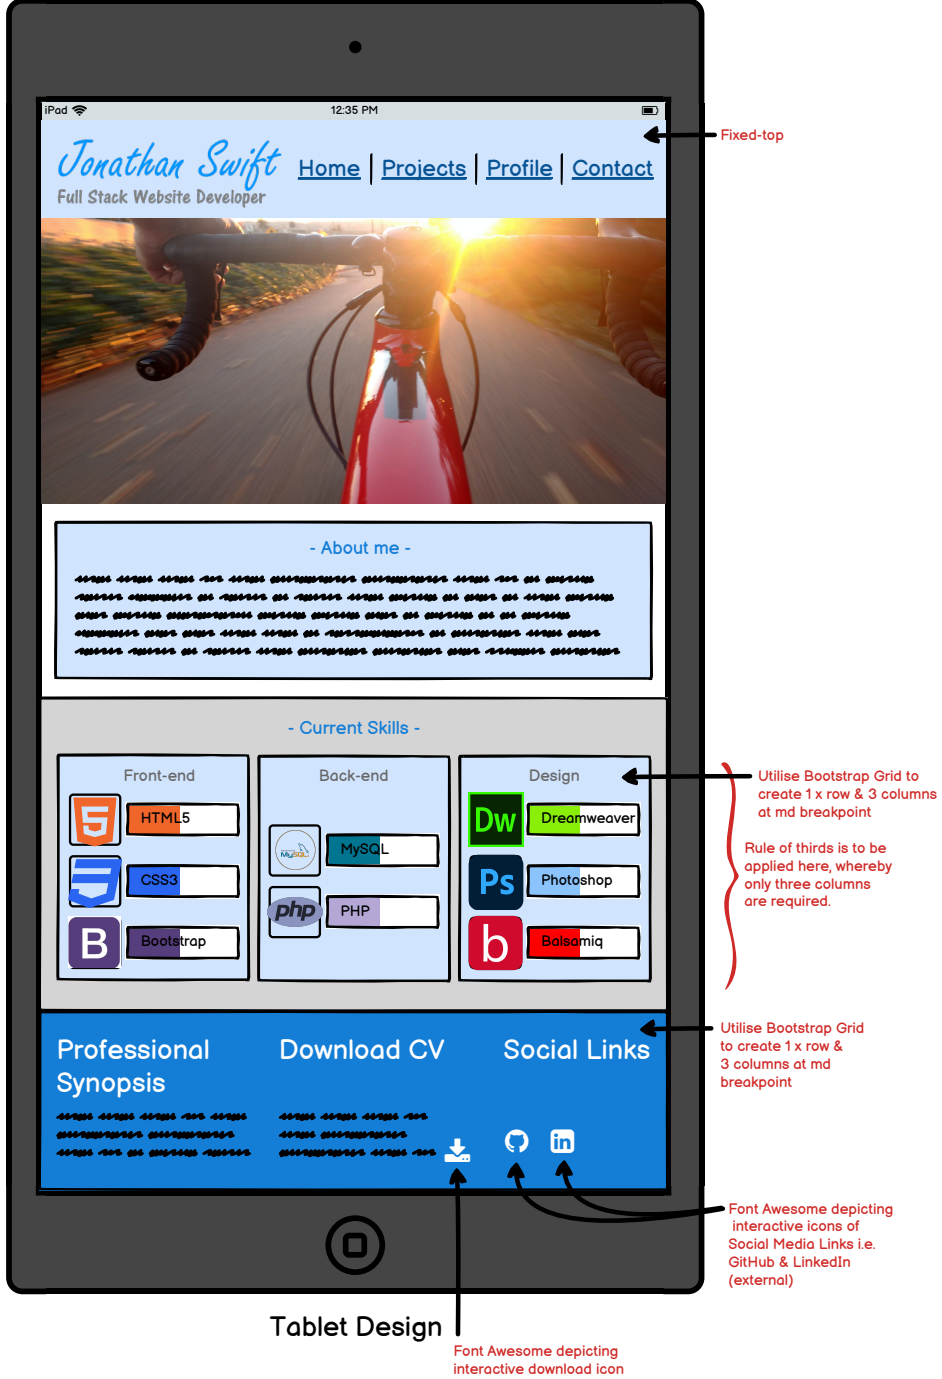 iPad 12:35 PM
Fixed-top
Jonathan Swift
Full Stack Website Developer
Home | Projects | Profile | Contact
- About me -
- Current Skills -
Front-end
HTML5
CSS3
B Bootstrap
Back-end
MySQL MySQL
php PHP
Design
Dw Dreamweaver
Ps Photoshop
b Balsamiq
Utilise Bootstrap Grid to
create 1 x row & 3 columns
at md breakpoint
Rule of thirds is to be
applied here, whereby
only three columns
are required.
Professional
Synopsis
Download CV
Social Links
in
Utilise Bootstrap Grid
to create 1 x row &
3 columns at md
breakpoint
Font Awesome depicting
interactive icons of
Social Media Links i.e.
GitHub & LinkedIn
(external)
Tablet Design
Font Awesome depicting
interactive download icon